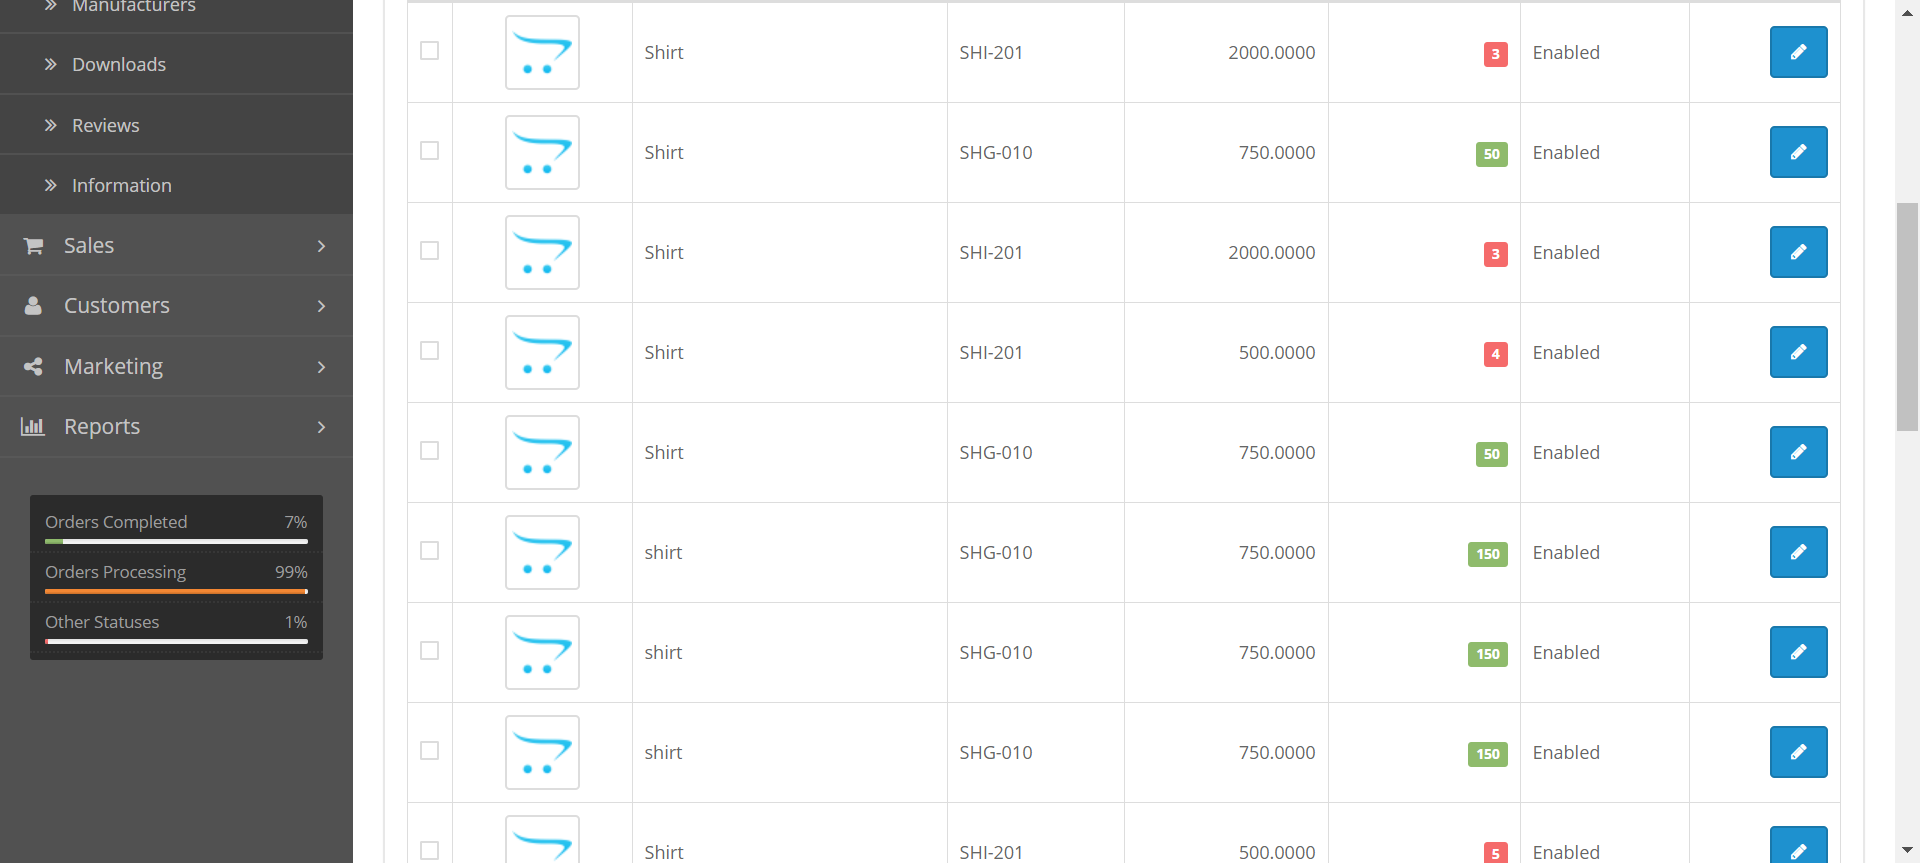 Manufacturers
Downloads
Reviews
Information
Sales
Customers
Marketing
Reports
Orders Completed 7%
Orders Processing 99%
Other Statuses 1%
Shirt SHI-201 2000.0000 3 Enabled
Shirt SHG-010 750.0000 50 Enabled
Shirt SHI-201 2000.0000 3 Enabled
Shirt SHI-201 500.0000 4 Enabled
Shirt SHG-010 750.0000 50 Enabled
shirt SHG-010 750.0000 150 Enabled
shirt SHG-010 750.0000 150 Enabled
shirt SHG-010 750.0000 150 Enabled
Shirt SHI-201 500.0000 5 Enabled